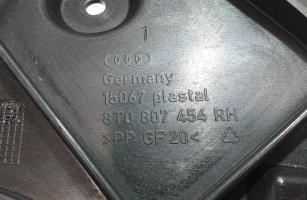 1
Germany
15067 plastal
8T0 807 454 RH
>PP GF20<